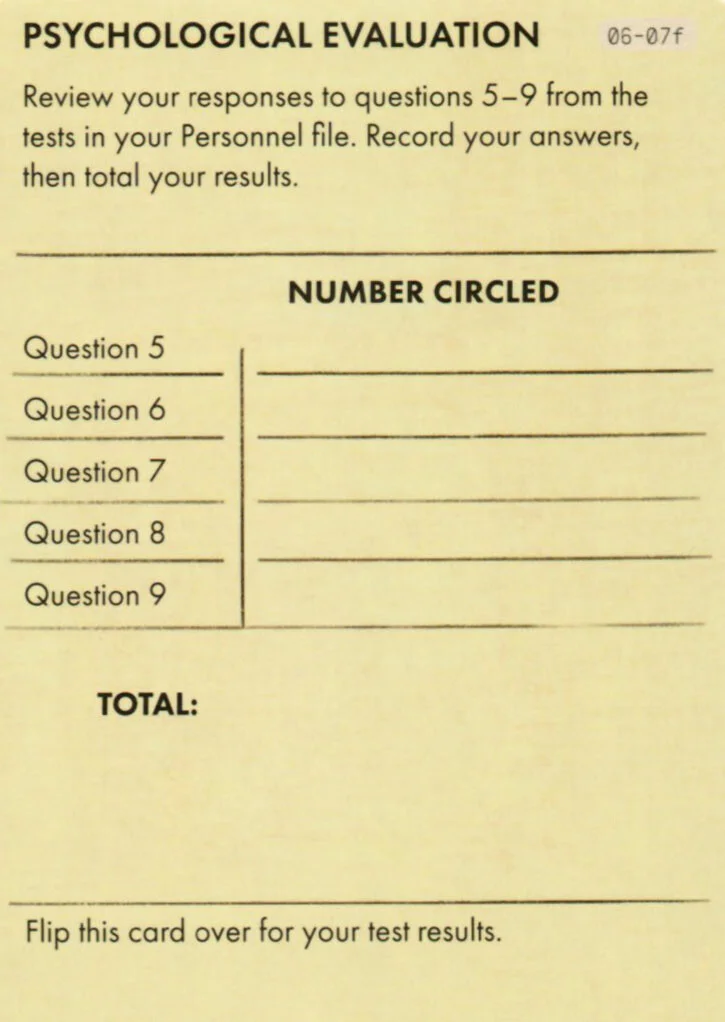 PSYCHOLOGICAL EVALUATION 06-07f
Review your responses to questions 5–9 from the
tests in your Personnel file. Record your answers,
then total your results.
NUMBER CIRCLED
Question 5
Question 6
Question 7
Question 8
Question 9
TOTAL:
Flip this card over for your test results.